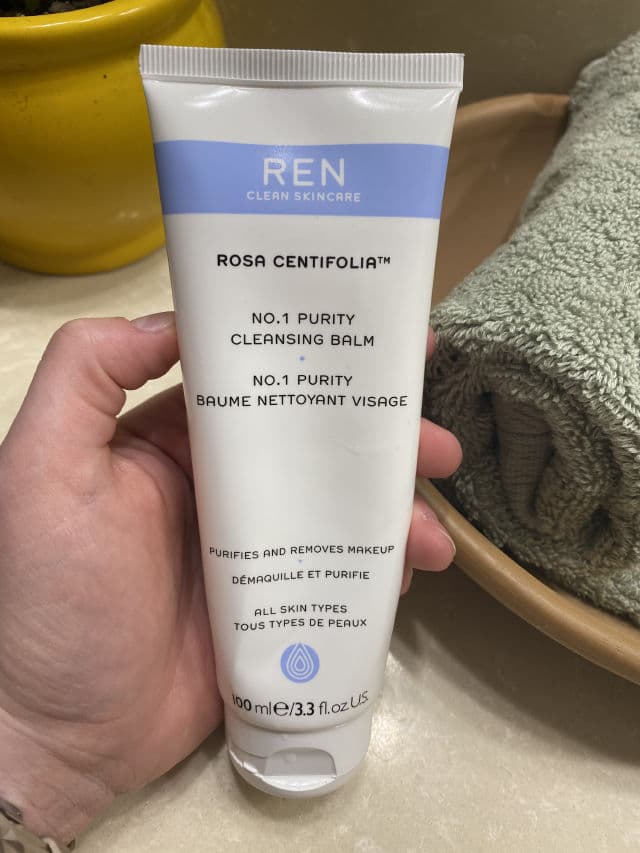 REN
CLEAN SKINCARE
ROSA CENTIFOLIA™
NO.1 PURITY
CLEANSING BALM
NO.1 PURITY
BAUME NETTOYANT VISAGE
PURIFIES AND REMOVES MAKEUP
DÉMAQUILLE ET PURIFIE
ALL SKIN TYPES
TOUS TYPES DE PEAUX
100 ml℮/3.3 fl.oz.U.S.